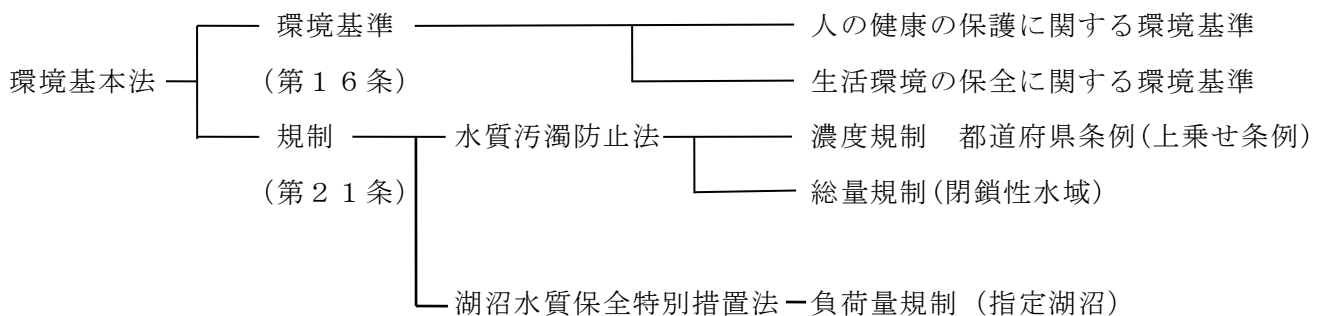 環境基準 人の健康の保護に関する環境基準
環境基本法 (第16条) 生活環境の保全に関する環境基準
規制 水質汚濁防止法 濃度規制 都道府県条例(上乗せ条例)
(第21条) 総量規制(閉鎖性水域)
湖沼水質保全特別措置法 負荷量規制 (指定湖沼)